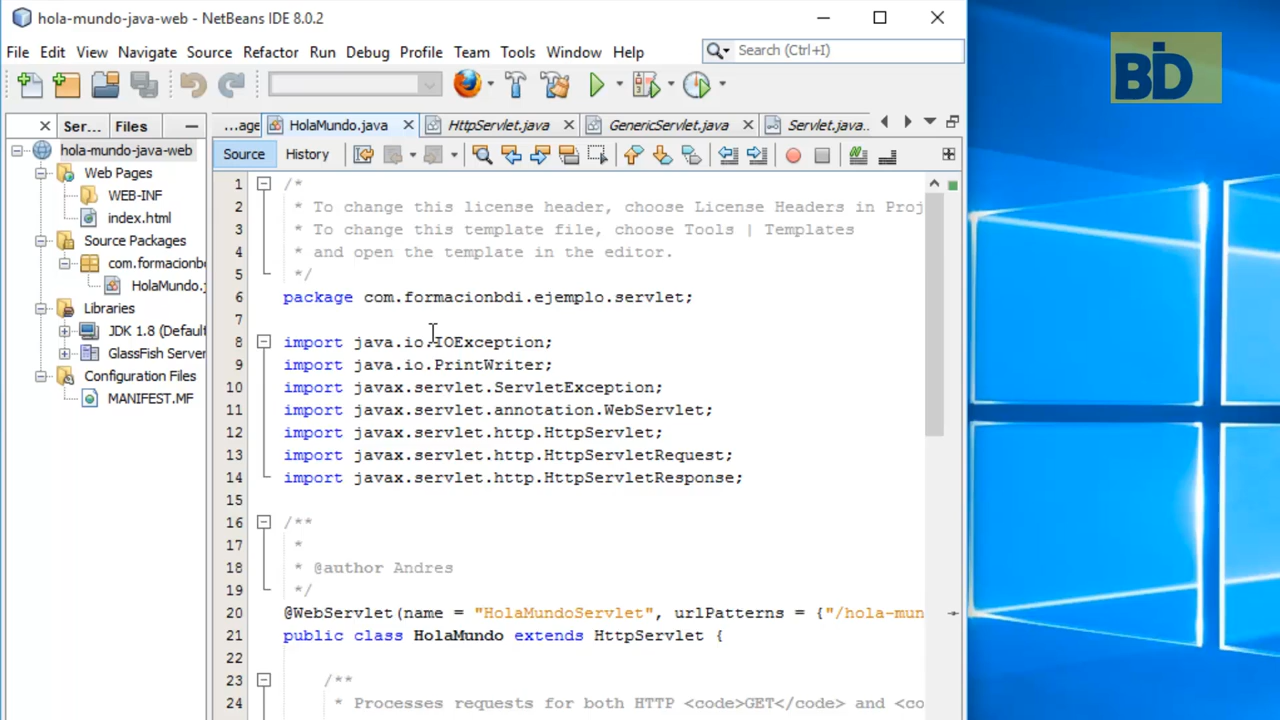 hola-mundo-java-web - NetBeans IDE 8.0.2
BDI
File Edit View Navigate Source Refactor Run Debug Profile Team Tools Window Help
Search (Ctrl+I)
Ser... Files
...age HolaMundo.java HttpServlet.java GenericServlet.java Servlet.java..
Source History
hola-mundo-java-web
Web Pages
WEB-INF
index.html
Source Packages
com.formacionb
HolaMundo.j
Libraries
JDK 1.8 (Default
GlassFish Server
Configuration Files
MANIFEST.MF
1 /*
2 * To change this license header, choose License Headers in Proj
3 * To change this template file, choose Tools | Templates
4 * and open the template in the editor.
5 */
6 package com.formacionbdi.ejemplo.servlet;
7
8 import java.io.IOException;
9 import java.io.PrintWriter;
10 import javax.servlet.ServletException;
11 import javax.servlet.annotation.WebServlet;
12 import javax.servlet.http.HttpServlet;
13 import javax.servlet.http.HttpServletRequest;
14 import javax.servlet.http.HttpServletResponse;
15
16 /**
17 *
18 * @author Andres
19 */
20 @WebServlet(name = "HolaMundoServlet", urlPatterns = {"/hola-mun
21 public class HolaMundo extends HttpServlet {
22
23 /**
24 * Processes requests for both HTTP <code>GET</code> and <co